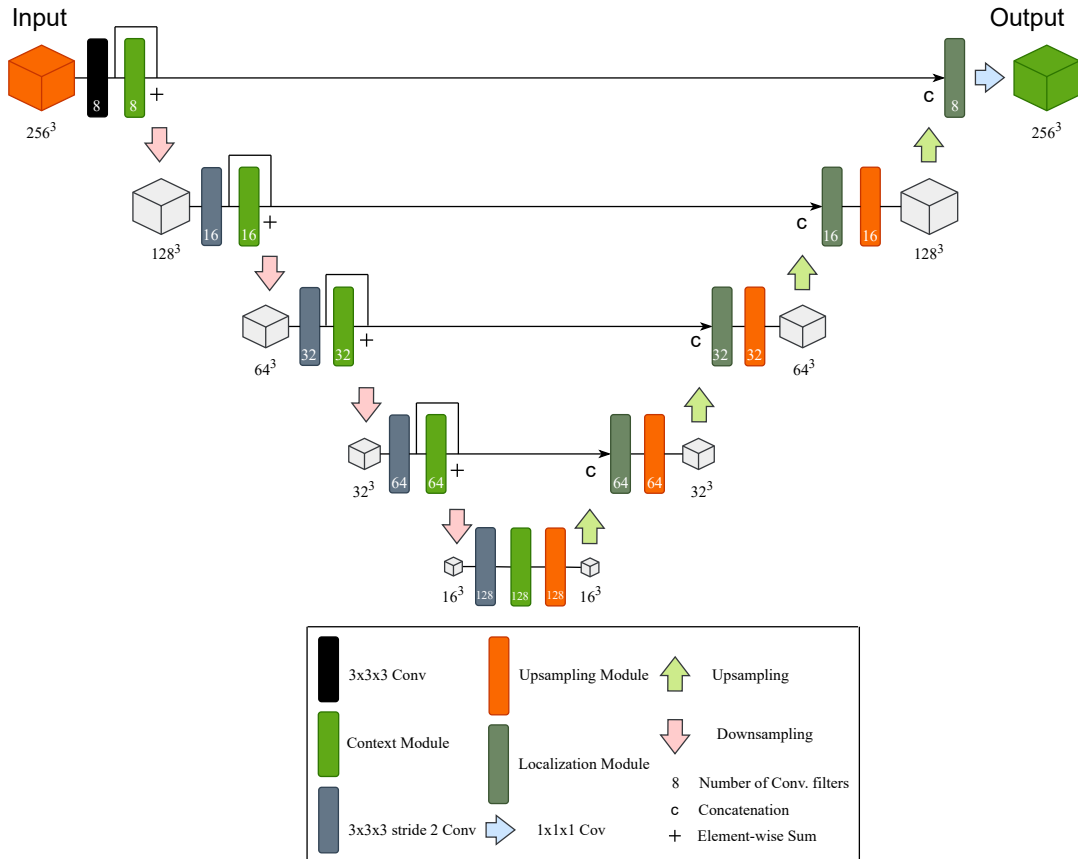 Input
Output
8
8
+
c
8
256³
256³
16
16
+
c
16
16
128³
128³
32
32
+
c
32
32
64³
64³
64
64
+
c
64
64
32³
32³
128
128
128
16³
16³
3x3x3 Conv
Upsampling Module
Upsampling
Context Module
Downsampling
Localization Module
8 Number of Conv. filters
c Concatenation
3x3x3 stride 2 Conv
1x1x1 Cov
+ Element-wise Sum